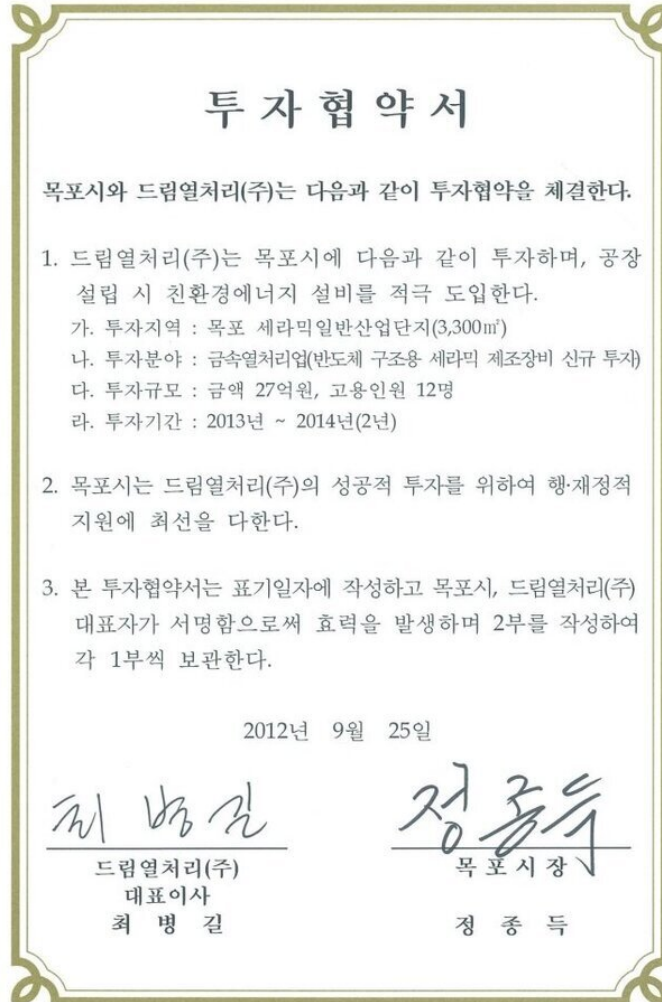 투자협약서
목포시와 드림열처리(주)는 다음과 같이 투자협약을 체결한다.
1. 드림열처리(주)는 목포시에 다음과 같이 투자하며, 공장
설립 시 친환경에너지 설비를 적극 도입한다.
가. 투자지역 : 목포 세라믹일반산업단지(3,300㎡)
나. 투자분야 : 금속열처리업(반도체 구조용 세라믹 제조장비 신규 투자)
다. 투자규모 : 금액 27억원, 고용인원 12명
라. 투자기간 : 2013년 ~ 2014년(2년)
2. 목포시는 드림열처리(주)의 성공적 투자를 위하여 행·재정적
지원에 최선을 다한다.
3. 본 투자협약서는 표기일자에 작성하고 목포시, 드림열처리(주)
대표자가 서명함으로써 효력을 발생하며 2부를 작성하여
각 1부씩 보관한다.
2012년 9월 25일
최병길
드림열처리(주)
대표이사
최 병 길
정종득
목포시장
정 종 득